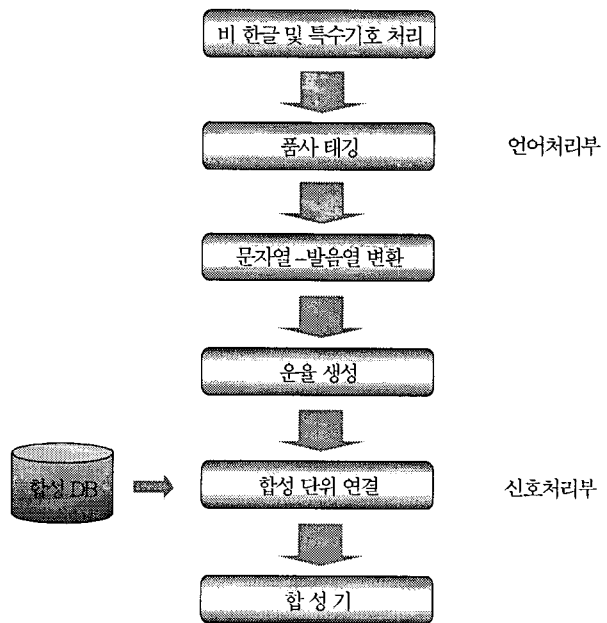 비 한글 및 특수기호 처리
품사 태깅
언어처리부
문자열-발음열 변환
운율 생성
합성 DB
합성 단위 연결
신호처리부
합 성 기